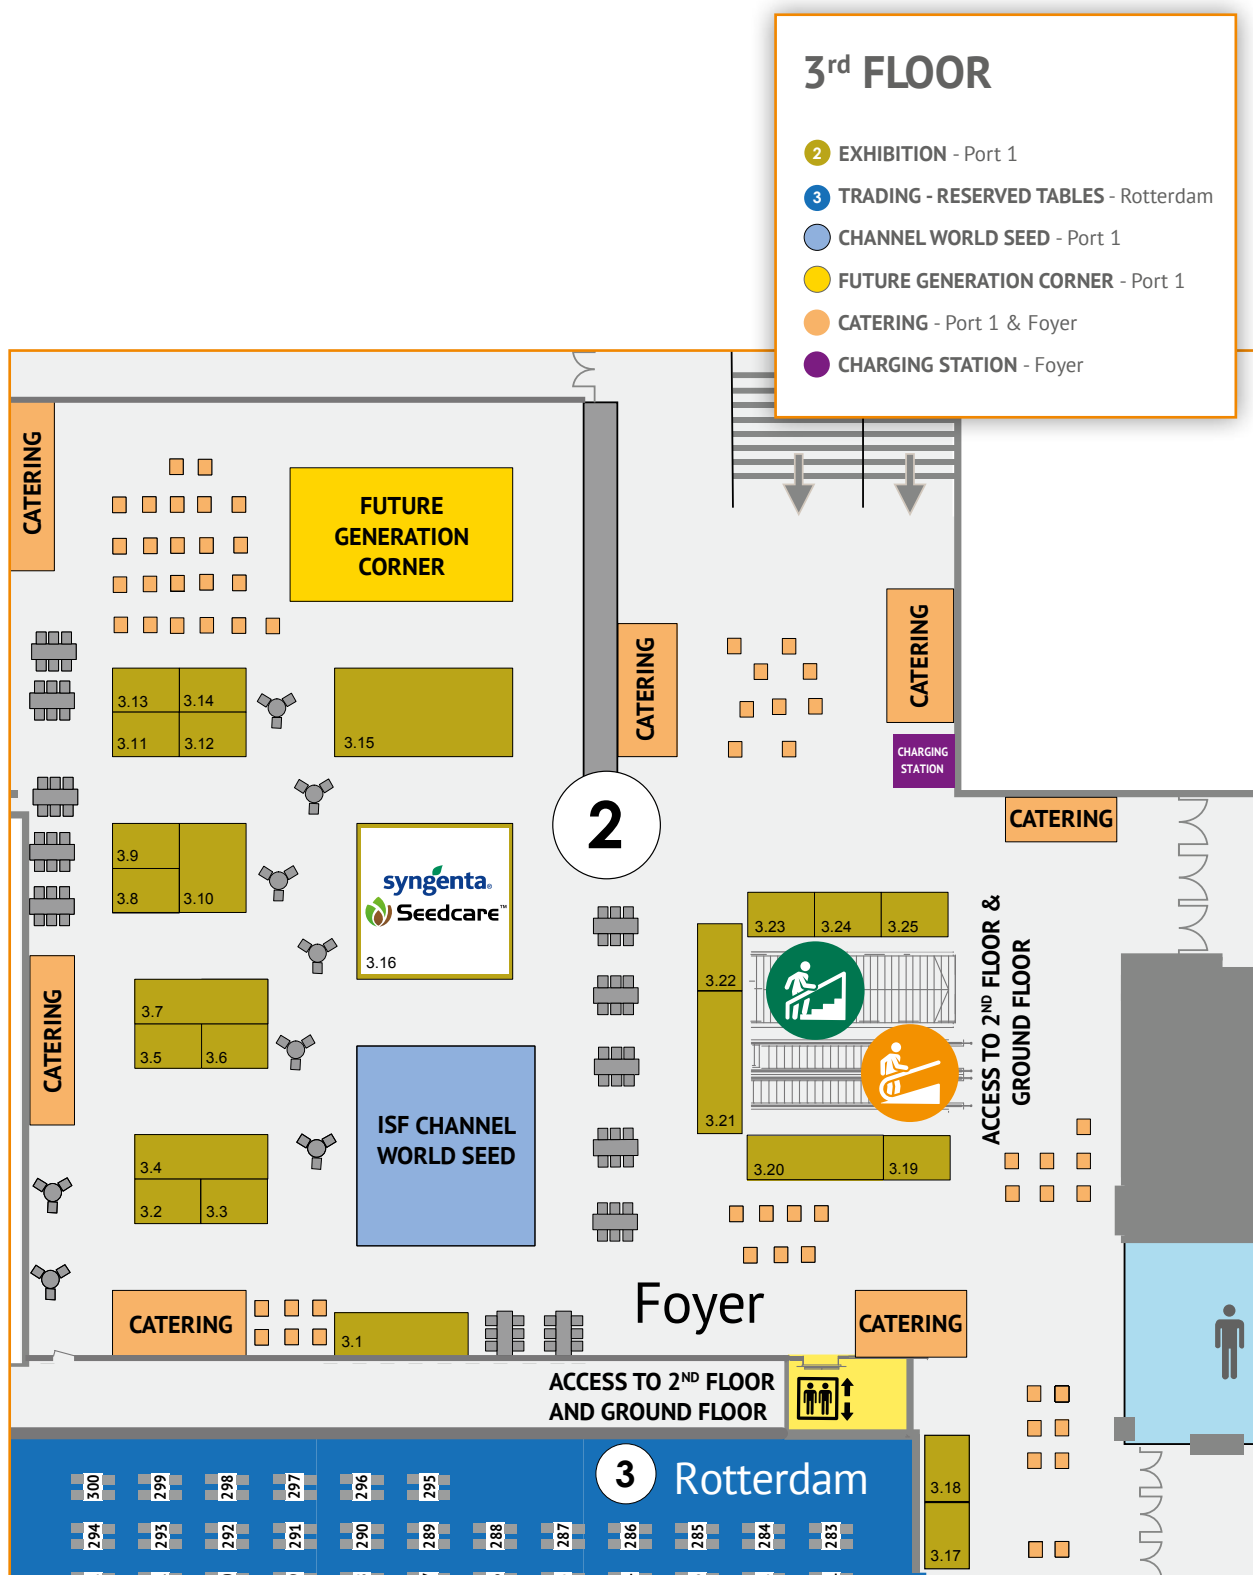 3rd FLOOR
2 EXHIBITION - Port 1
3 TRADING - RESERVED TABLES - Rotterdam
CHANNEL WORLD SEED - Port 1
FUTURE GENERATION CORNER - Port 1
CATERING - Port 1 & Foyer
CHARGING STATION - Foyer
CATERING
FUTURE
GENERATION
CORNER
CATERING
CATERING
3.13 3.14
3.11 3.12
3.15
CHARGING
STATION
2
CATERING
3.9
3.8 3.10
syngenta®
Seedcare™
3.16
3.23 3.24 3.25
3.22
3.21
ACCESS TO 2ND FLOOR &
GROUND FLOOR
CATERING
3.7
3.5 3.6
ISF CHANNEL
WORLD SEED
3.4
3.2 3.3
3.20 3.19
Foyer
CATERING
3.1
CATERING
ACCESS TO 2ND FLOOR
AND GROUND FLOOR
3 Rotterdam
300 299 298 297 296 295
294 293 292 291 290 289 288 287 286 285 284 283
3.18
3.17